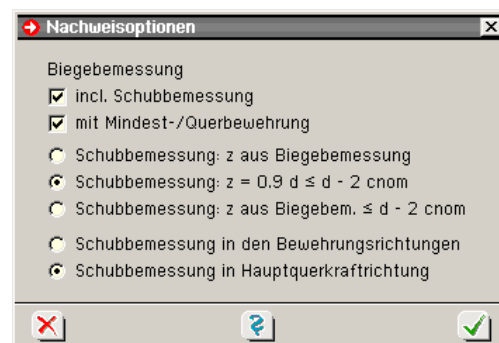 Nachweisoptionen
Biegebemessung
incl. Schubbemessung
mit Mindest-/Querbewehrung
Schubbemessung: z aus Biegebemessung
Schubbemessung: z = 0.9 d ≤ d - 2 cnom
Schubbemessung: z aus Biegebem. ≤ d - 2 cnom
Schubbemessung in den Bewehrungsrichtungen
Schubbemessung in Hauptquerkraftrichtung